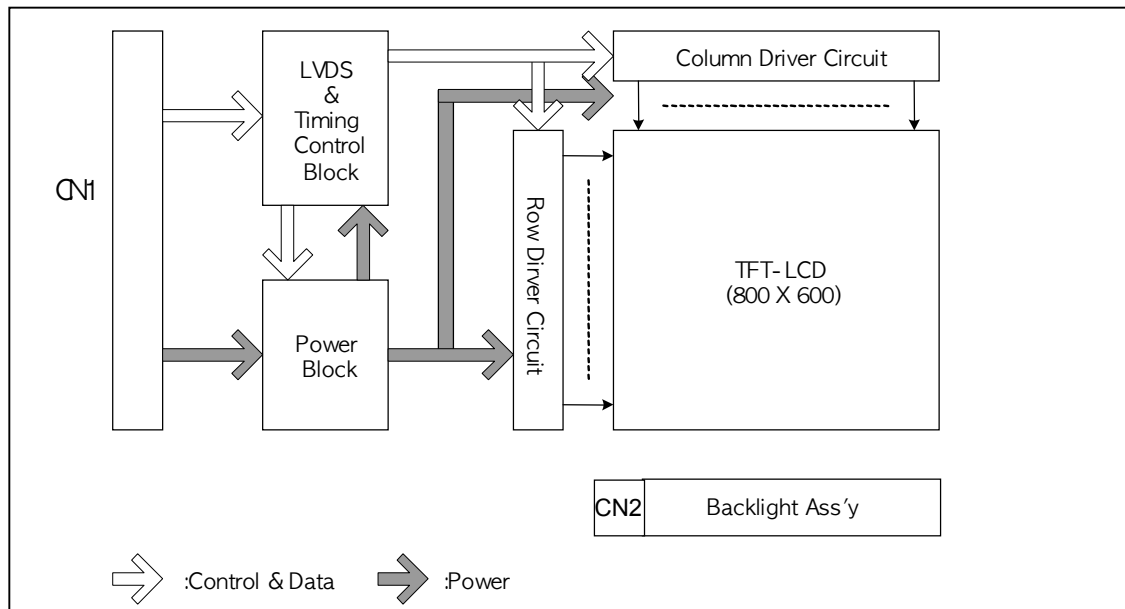 CN1
LVDS
&
Timing
Control
Block
Column Driver Circuit
Row Dirver Circuit
TFT-LCD
(800 X 600)
Power
Block
CN2
Backlight Ass'y
:Control & Data
:Power